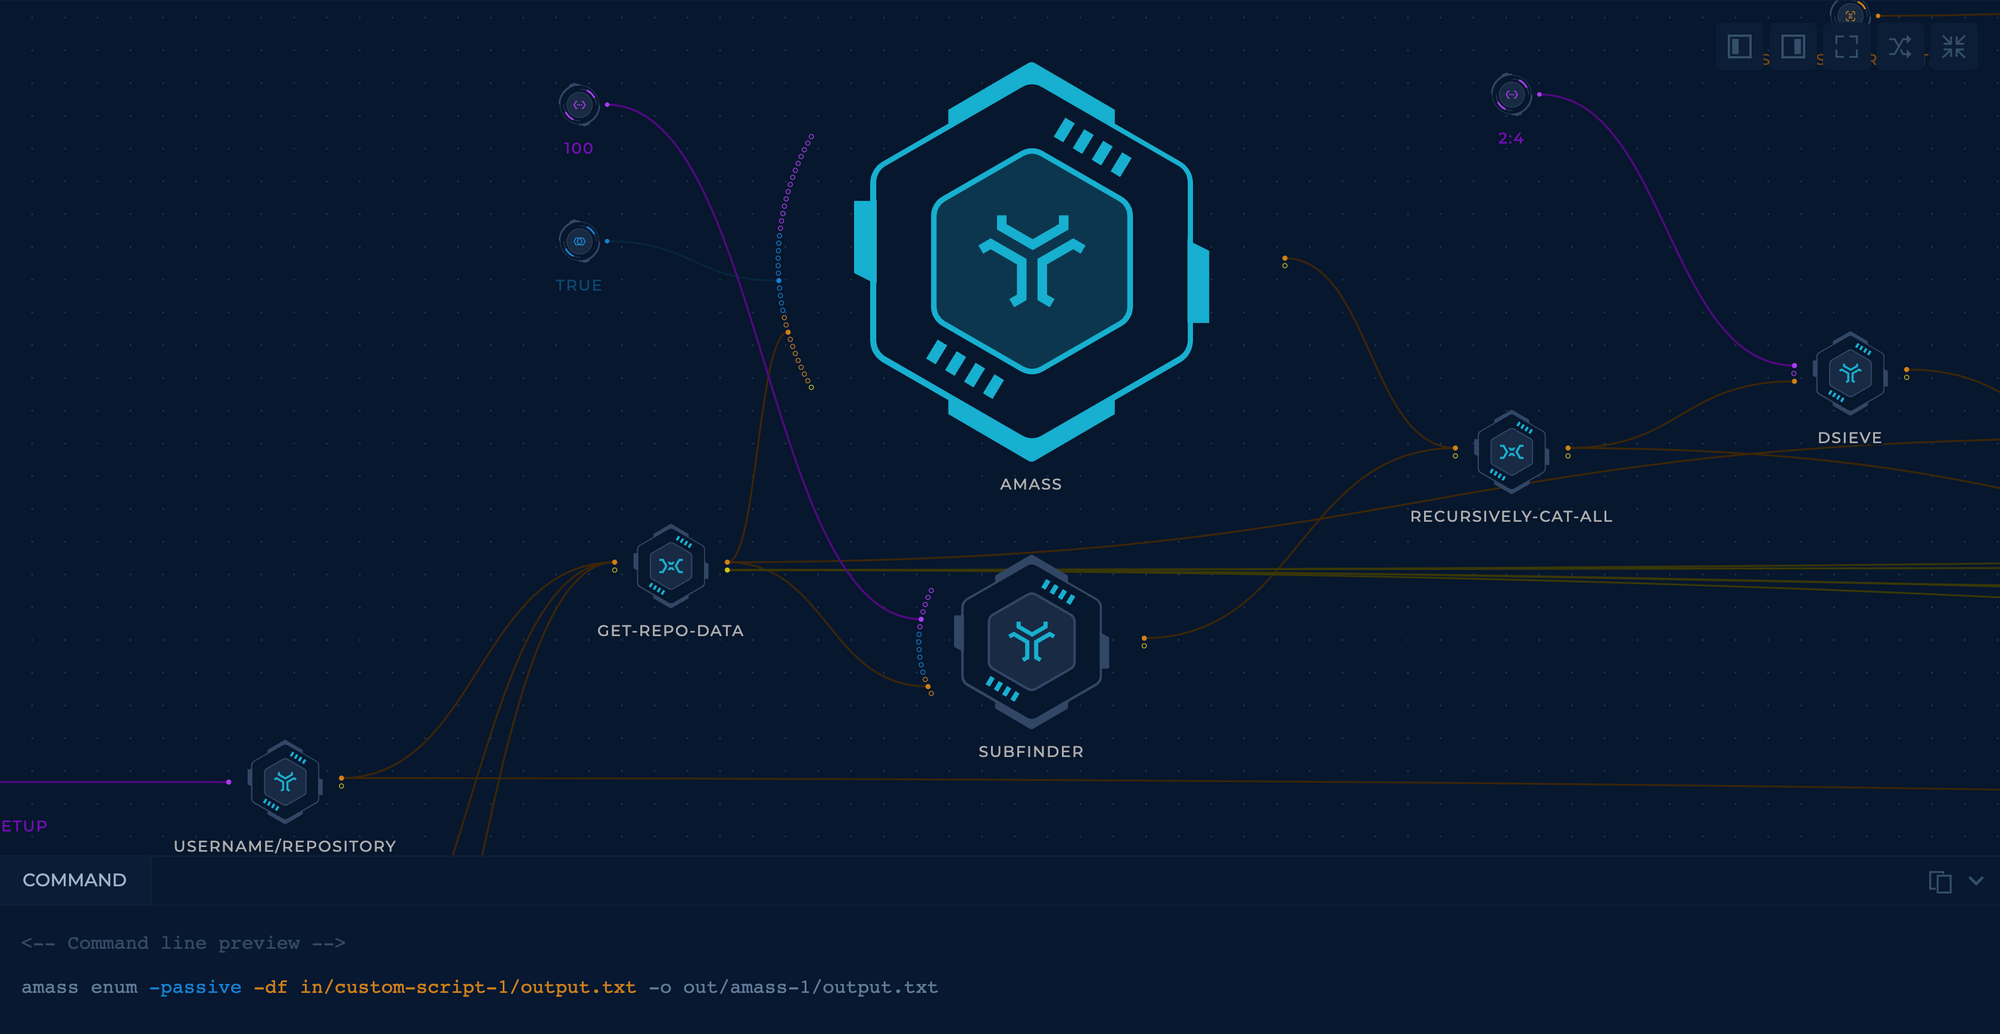 100
2:4
TRUE
AMASS
DSIEVE
RECURSIVELY-CAT-ALL
GET-REPO-DATA
SUBFINDER
ETUP
USERNAME/REPOSITORY
COMMAND
<-- Command line preview -->
amass enum -passive -df in/custom-script-1/output.txt -o out/amass-1/output.txt